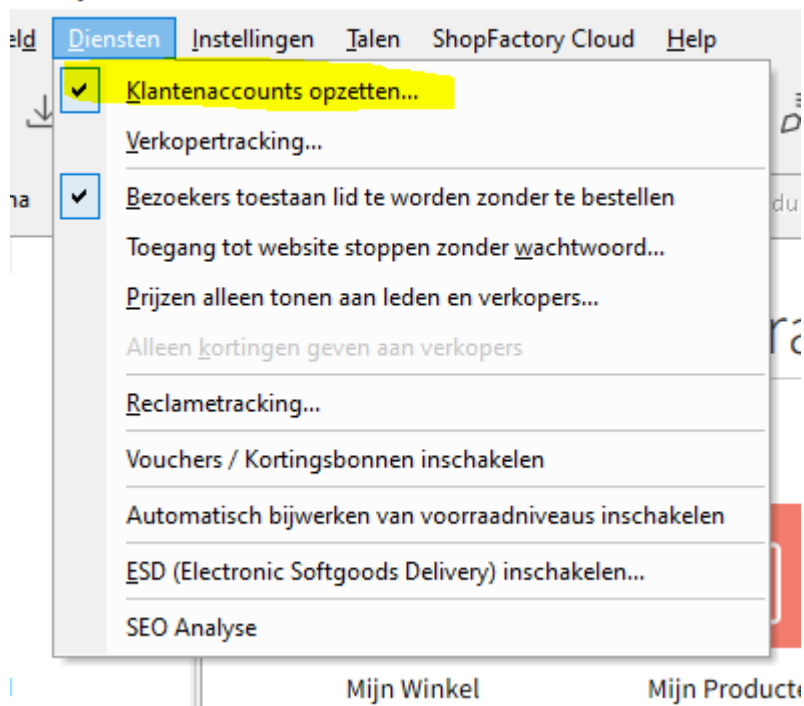 Diensten Instellingen Talen ShopFactory Cloud Help
Klantenaccounts opzetten...
Verkopertracking...
Bezoekers toestaan lid te worden zonder te bestellen
Toegang tot website stoppen zonder wachtwoord...
Prijzen alleen tonen aan leden en verkopers...
Alleen kortingen geven aan verkopers
Reclametracking...
Vouchers / Kortingsbonnen inschakelen
Automatisch bijwerken van voorraadniveaus inschakelen
ESD (Electronic Softgoods Delivery) inschakelen...
SEO Analyse
Mijn Winkel Mijn Producte